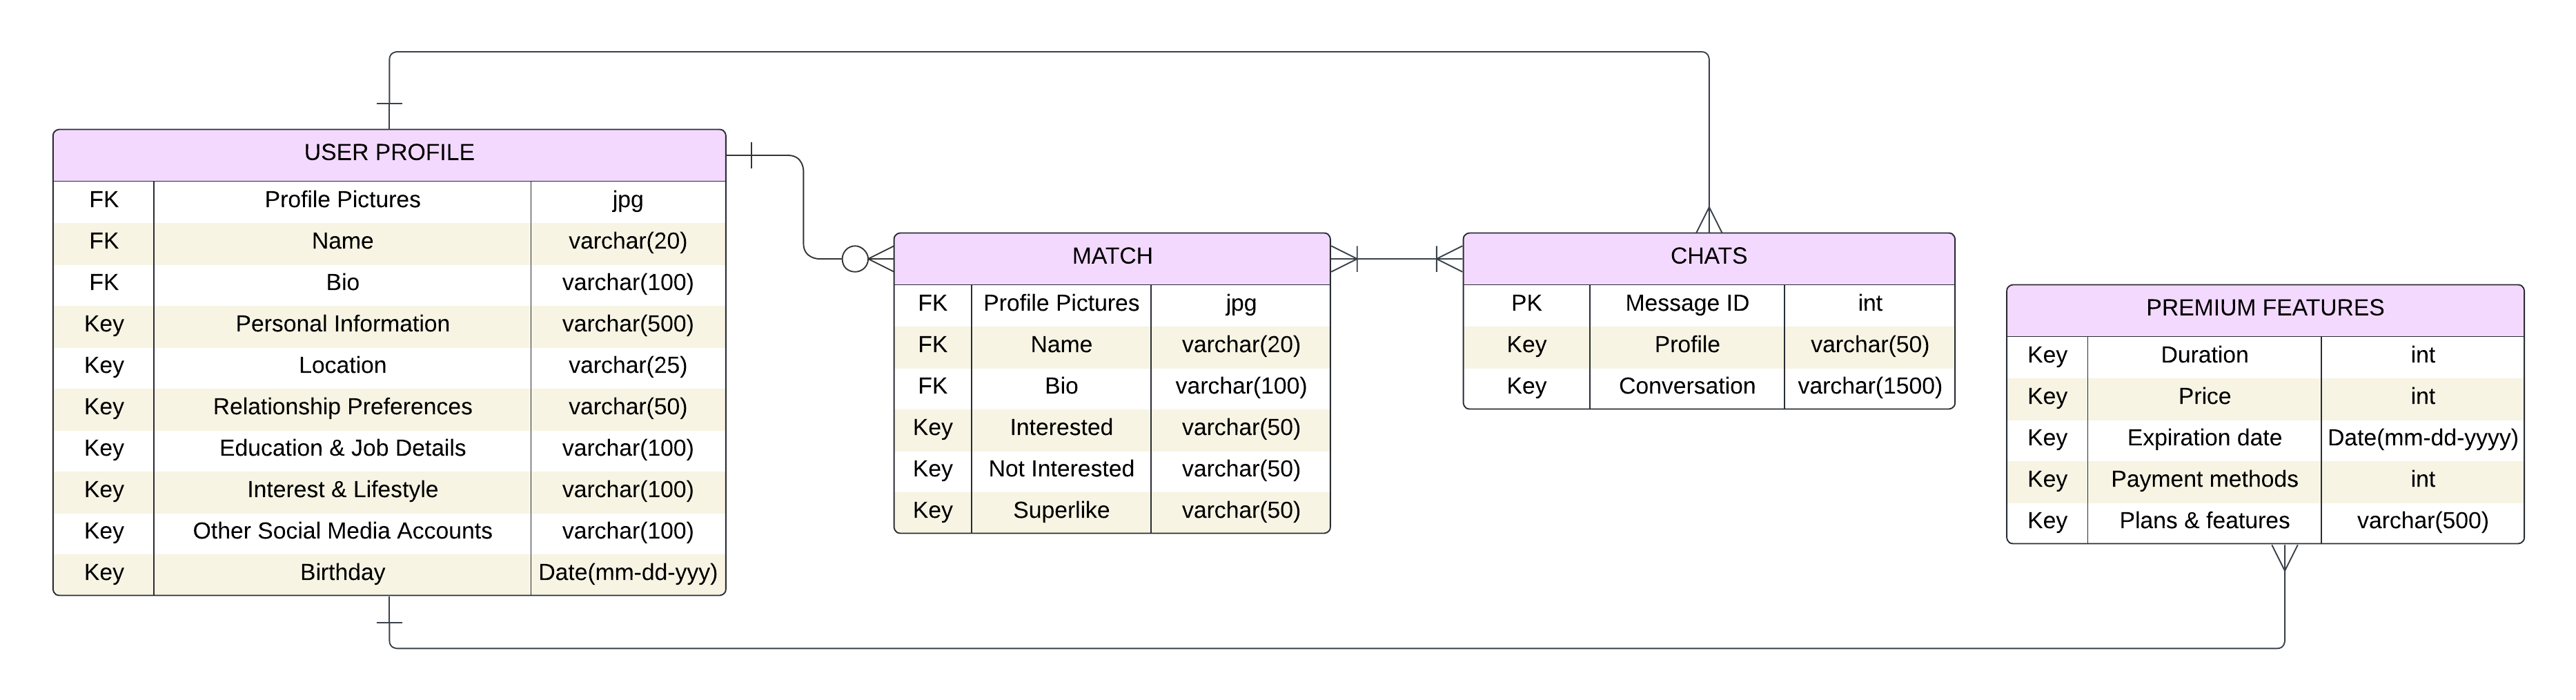 USER PROFILE
FK Profile Pictures jpg
FK Name varchar(20)
FK Bio varchar(100)
Key Personal Information varchar(500)
Key Location varchar(25)
Key Relationship Preferences varchar(50)
Key Education & Job Details varchar(100)
Key Interest & Lifestyle varchar(100)
Key Other Social Media Accounts varchar(100)
Key Birthday Date(mm-dd-yyy)
MATCH
FK Profile Pictures jpg
FK Name varchar(20)
FK Bio varchar(100)
Key Interested varchar(50)
Key Not Interested varchar(50)
Key Superlike varchar(50)
CHATS
PK Message ID int
Key Profile varchar(50)
Key Conversation varchar(1500)
PREMIUM FEATURES
Key Duration int
Key Price int
Key Expiration date Date(mm-dd-yyyy)
Key Payment methods int
Key Plans & features varchar(500)